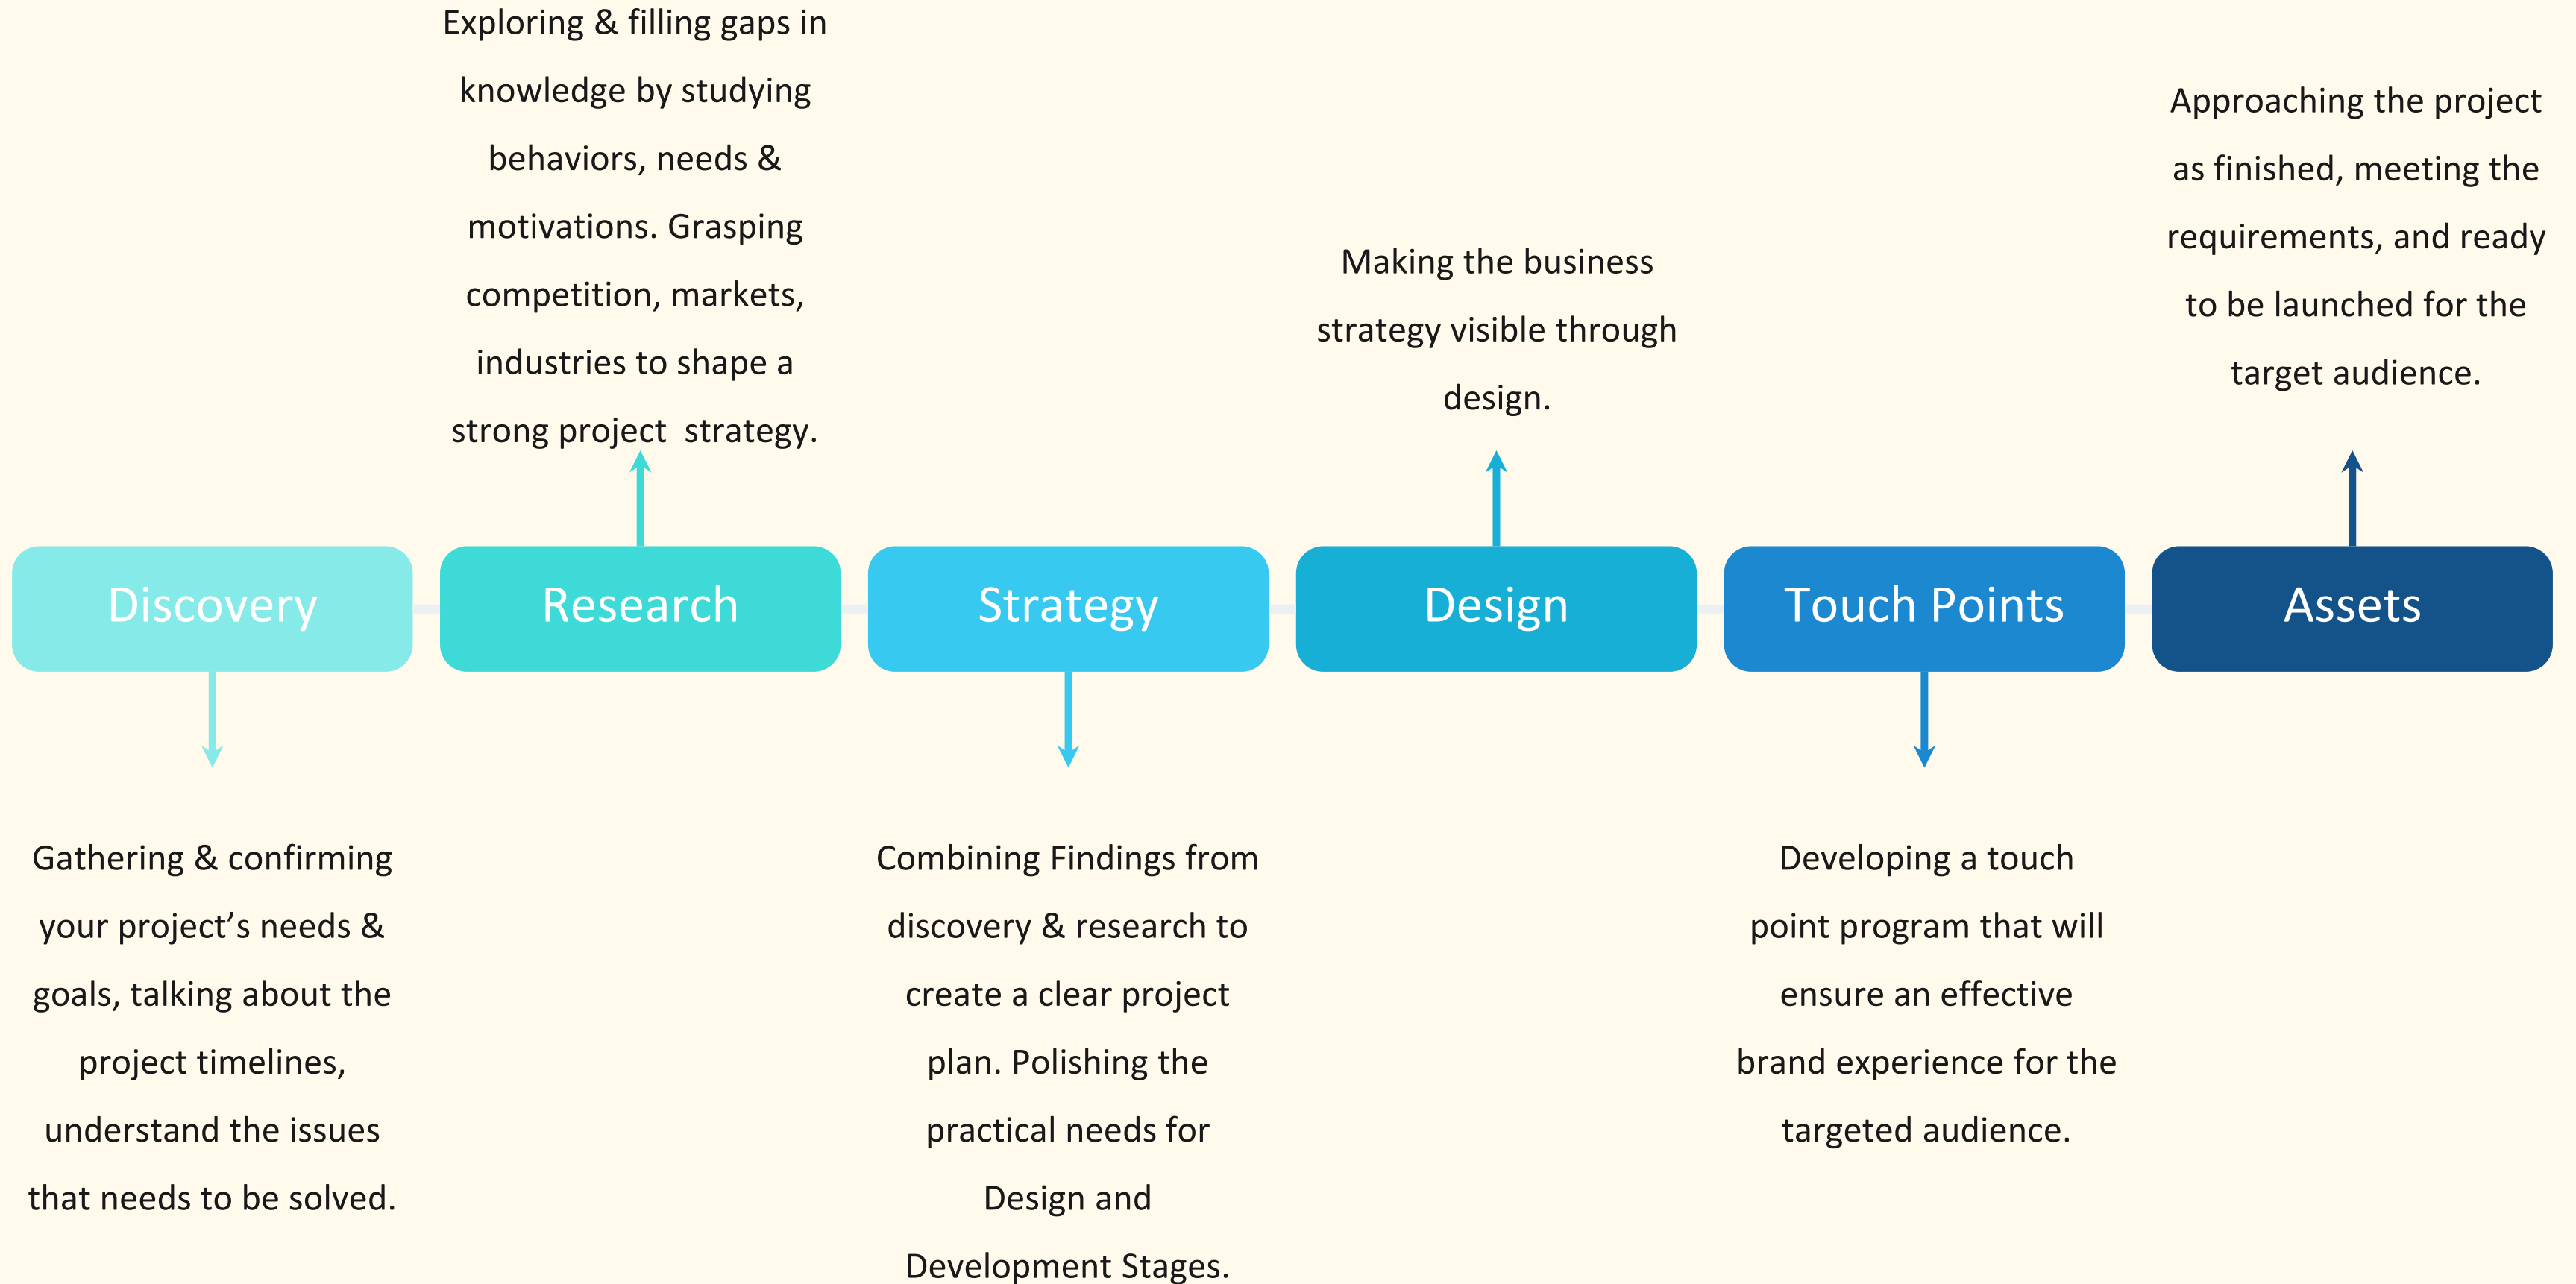 Exploring & filling gaps in
knowledge by studying
behaviors, needs &
motivations. Grasping
competition, markets,
industries to shape a
strong project  strategy.
Making the business
strategy visible through
design.
Approaching the project
as finished, meeting the
requirements, and ready
to be launched for the
target audience.
Discovery
Research
Strategy
Design
Touch Points
Assets
Gathering & confirming
your project’s needs &
goals, talking about the
project timelines,
understand the issues
that needs to be solved.
Combining Findings from
discovery & research to
create a clear project
plan. Polishing the
practical needs for
Design and
Development Stages.
Developing a touch
point program that will
ensure an effective
brand experience for the
targeted audience.